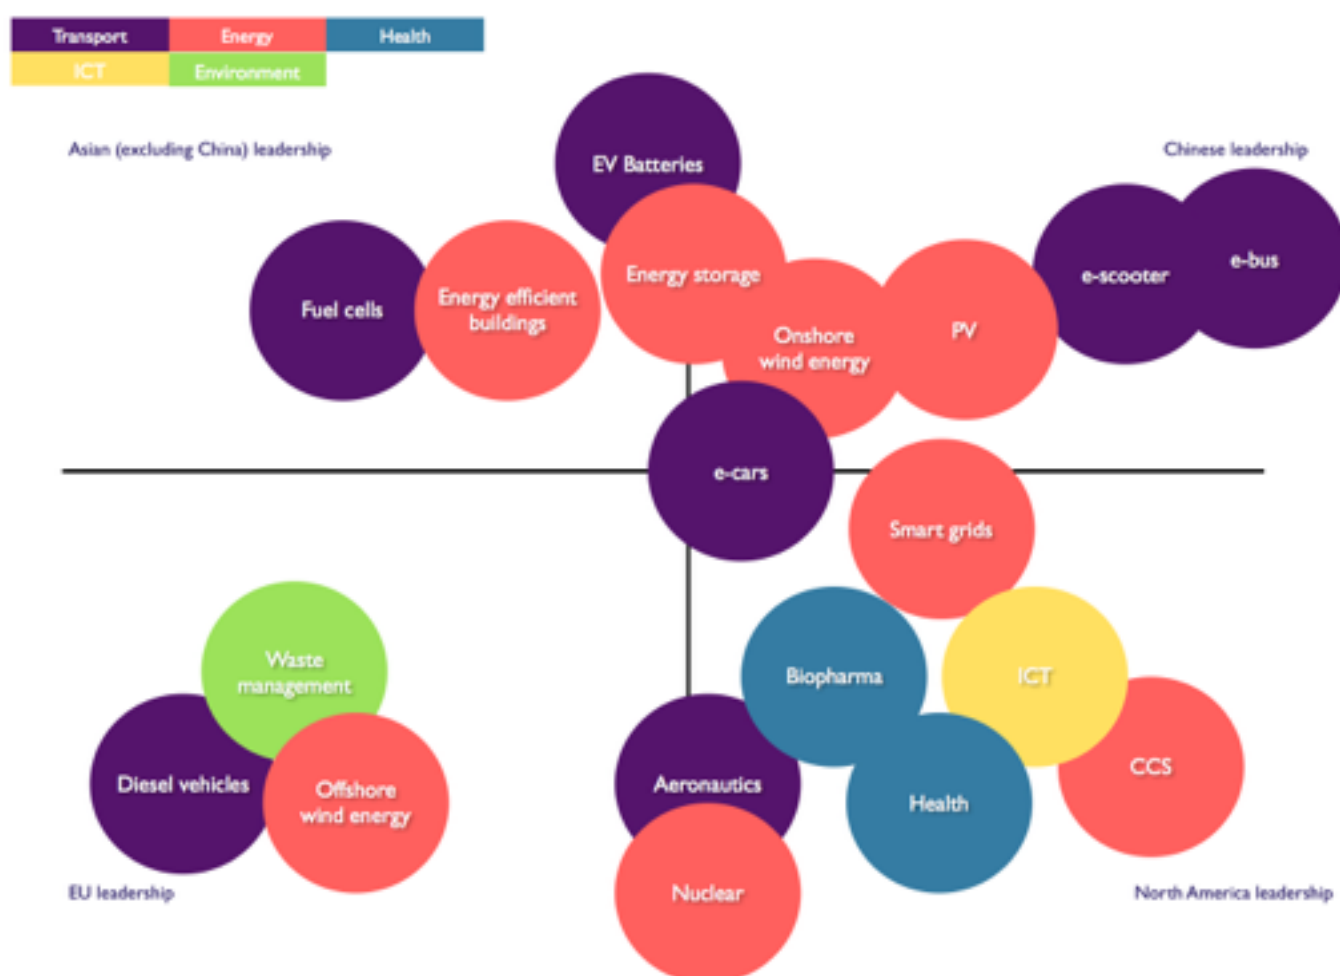 Transport
Energy
Health
ICT
Environment
Asian (excluding China) leadership
Chinese leadership
EV Batteries
e-bus
Energy storage
e-scooter
Fuel cells
Energy efficient
buildings
Onshore
wind energy
PV
e-cars
Smart grids
Waste
management
Biopharma
ICT
Diesel vehicles
Offshore
wind energy
Aeronautics
Health
CCS
Nuclear
EU leadership
North America leadership